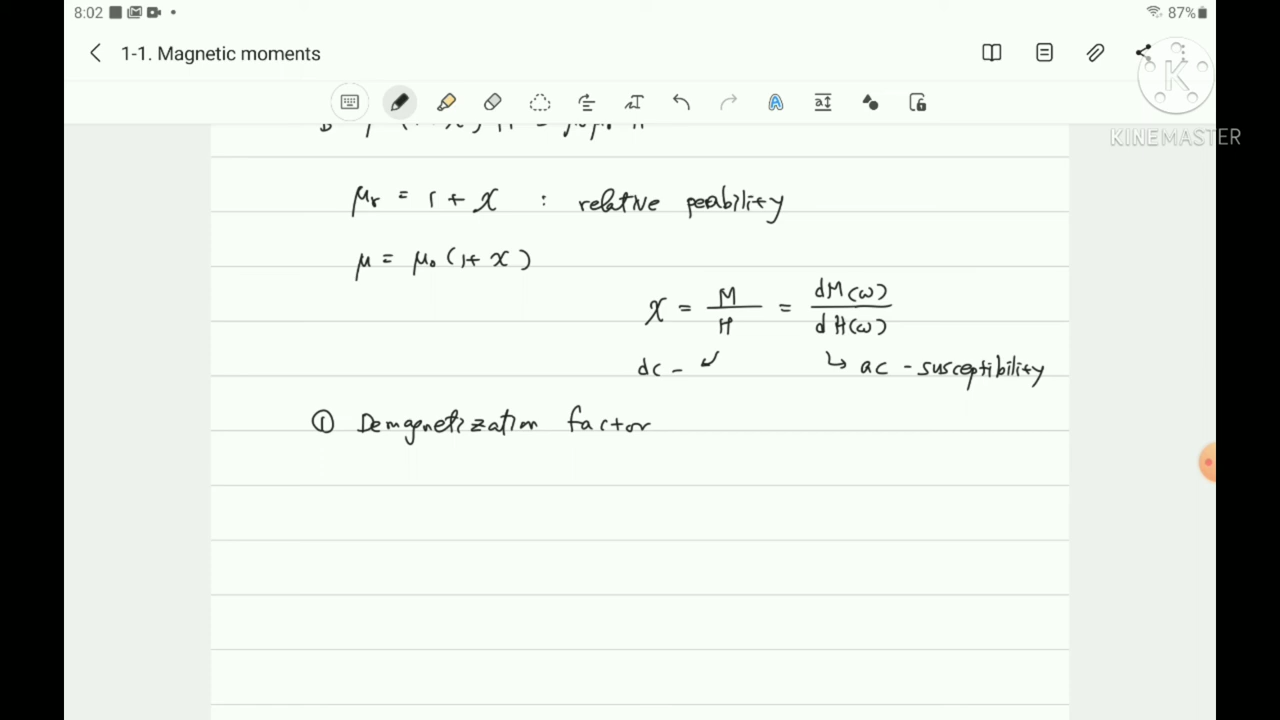 8:02
87%
1-1. Magnetic moments
KINEMASTER
μr = 1 + χ : relative peability
μ = μ₀ (1+ χ)
χ = M/H = dM(ω)/dH(ω)
dc - ↙ ↳ ac - susceptibility
① Demgnetization factor